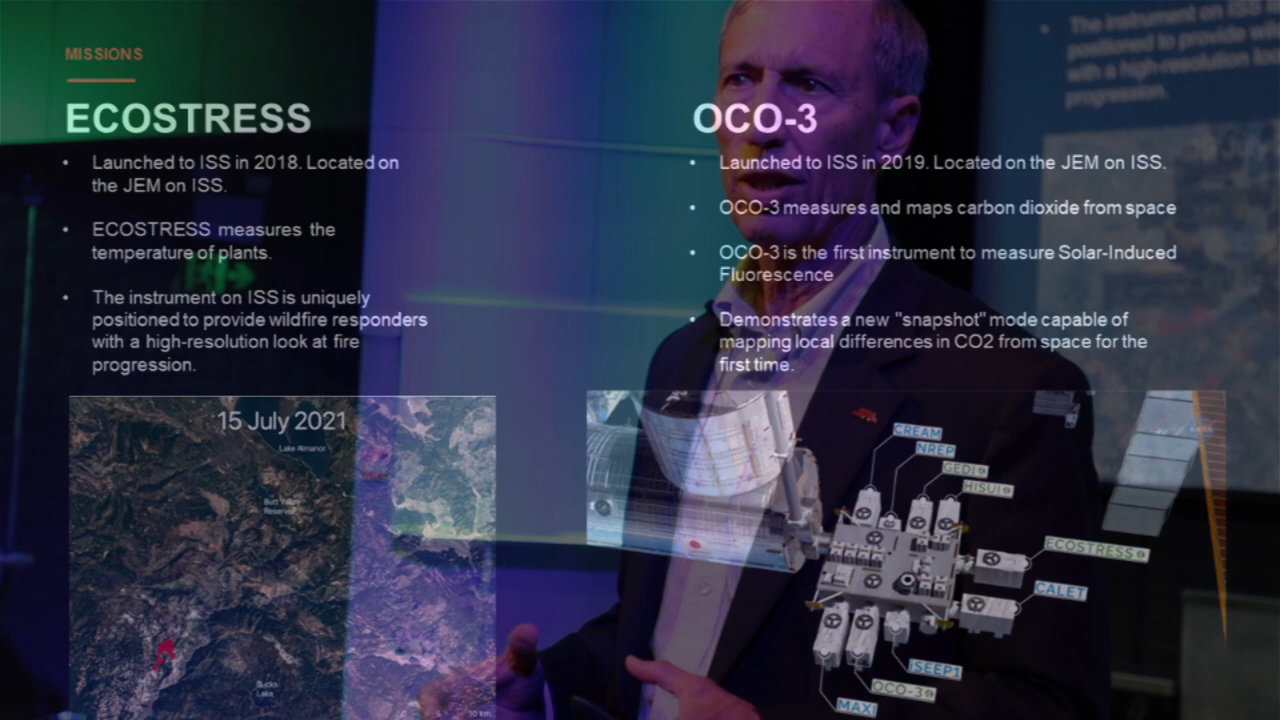 MISSIONS
ECOSTRESS
• Launched to ISS in 2018. Located on
the JEM on ISS.
• ECOSTRESS measures the
temperature of plants.
• The instrument on ISS is uniquely
positioned to provide wildfire responders
with a high-resolution look at fire
progression.
15 July 2021
Lake Almanor
Reservoir
Bucks
Lake
0 5 10 km
OCO-3
• Launched to ISS in 2019. Located on the JEM on ISS.
• OCO-3 measures and maps carbon dioxide from space
• OCO-3 is the first instrument to measure Solar-Induced
Fluorescence
• Demonstrates a new "snapshot" mode capable of
mapping local differences in CO2 from space for the
first time.
CREAM
NREP
GEDI
HISUI
ECOSTRESS
CALET
iSEEP1
OCO-3
MAXI
• The instrument on ISS
positioned to provide
with a high-resolution
progression.